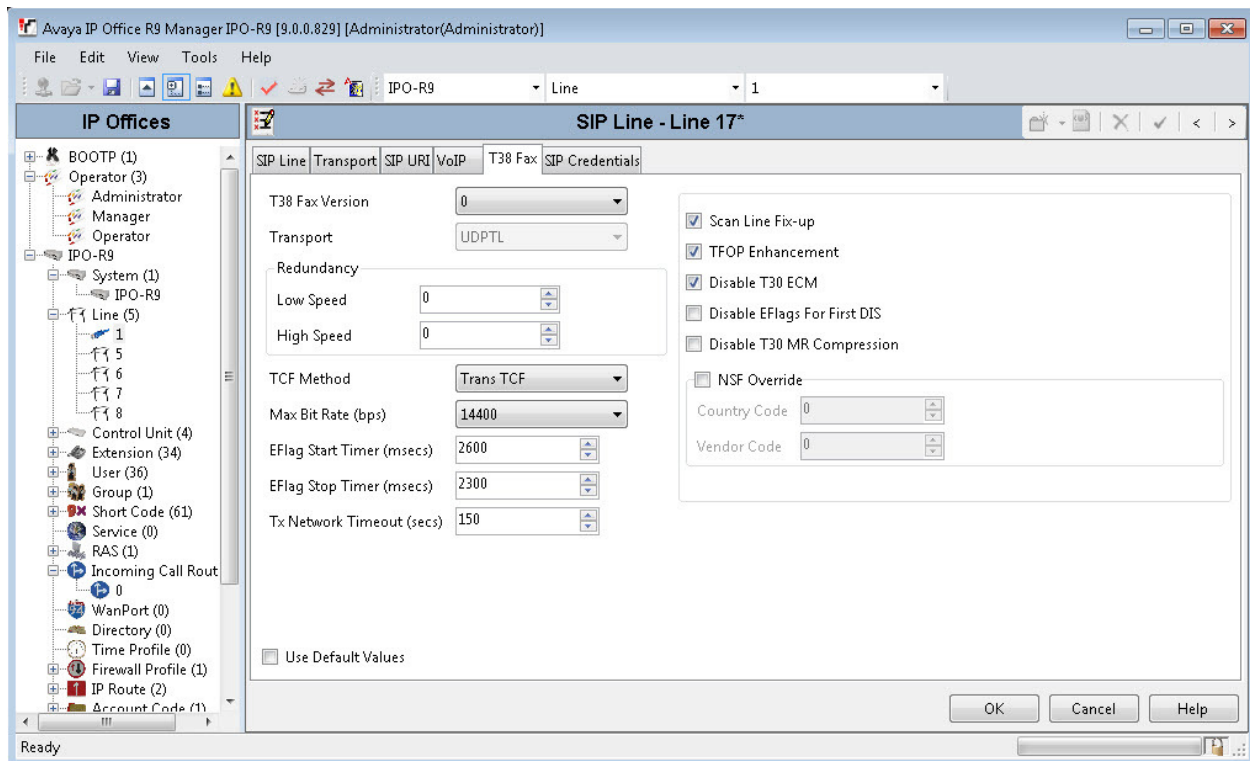 Avaya IP Office R9 Manager IPO-R9 [9.0.0.829] [Administrator(Administrator)]
File Edit View Tools Help
IPO-R9 Line 1
IP Offices
BOOTP (1)
Operator (3)
Administrator
Manager
Operator
IPO-R9
System (1)
IPO-R9
Line (5)
1
5
6
7
8
Control Unit (4)
Extension (34)
User (36)
Group (1)
Short Code (61)
Service (0)
RAS (1)
Incoming Call Rout
0
WanPort (0)
Directory (0)
Time Profile (0)
Firewall Profile (1)
IP Route (2)
Account Code (1)
SIP Line - Line 17*
SIP Line Transport SIP URI VoIP T38 Fax SIP Credentials
T38 Fax Version 0
Transport UDPTL
Redundancy
Low Speed 0
High Speed 0
TCF Method Trans TCF
Max Bit Rate (bps) 14400
EFlag Start Timer (msecs) 2600
EFlag Stop Timer (msecs) 2300
Tx Network Timeout (secs) 150
Scan Line Fix-up
TFOP Enhancement
Disable T30 ECM
Disable EFlags For First DIS
Disable T30 MR Compression
NSF Override
Country Code 0
Vendor Code 0
Use Default Values
OK Cancel Help
Ready